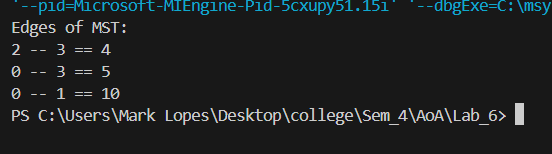 '--pid=Microsoft-MIEngine-Pid-5cxupy51.15i' '--dbgExe=C:\msy
Edges of MST:
2 -- 3 == 4
0 -- 3 == 5
0 -- 1 == 10
PS C:\Users\Mark Lopes\Desktop\college\Sem_4\AoA\Lab_6>